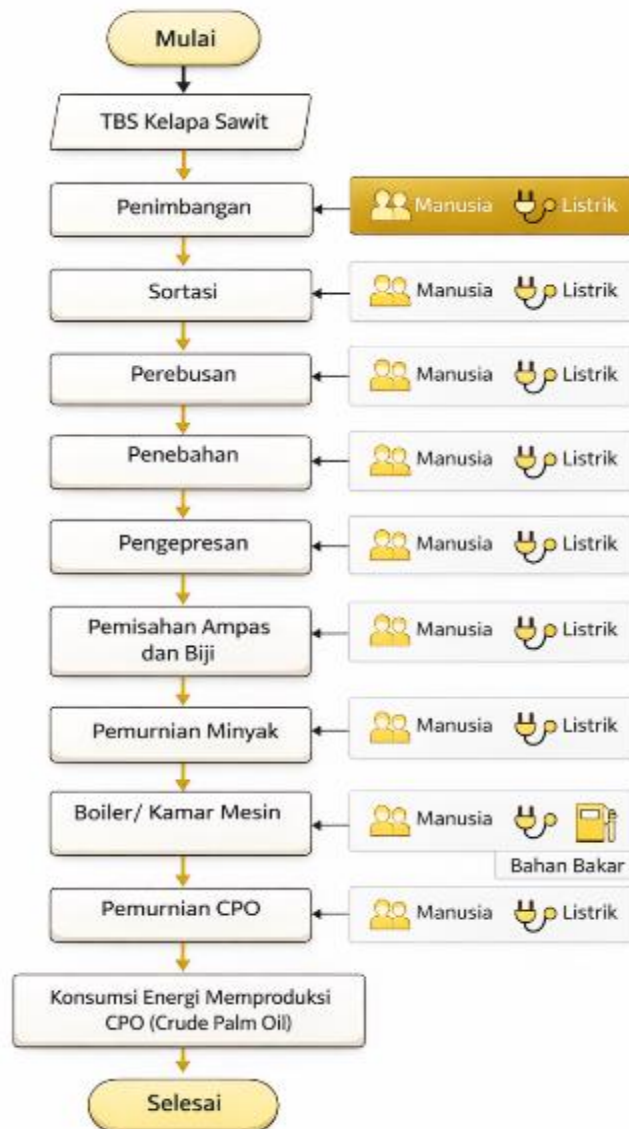 Mulai
TBS Kelapa Sawit
Penimbangan
Manusia Listrik
Sortasi
Manusia Listrik
Perebusan
Manusia Listrik
Penebahan
Manusia Listrik
Pengepresan
Manusia Listrik
Pemisahan Ampas
dan Biji
Manusia Listrik
Pemurnian Minyak
Manusia Listrik
Boiler/ Kamar Mesin
Manusia
Bahan Bakar
Pemurnian CPO
Manusia Listrik
Konsumsi Energi Memproduksi
CPO (Crude Palm Oil)
Selesai